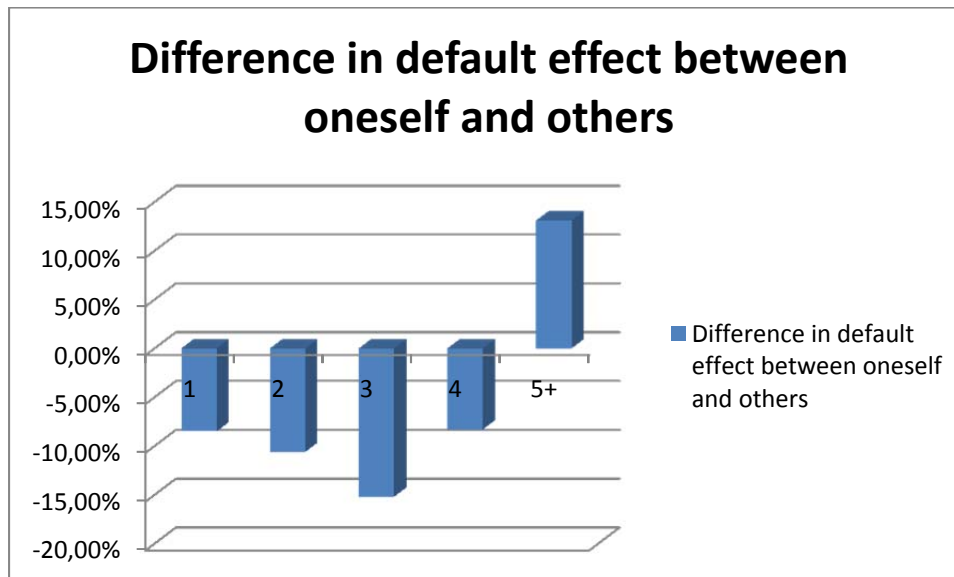 Difference in default effect between
oneself and others
15,00%
10,00%
5,00%
0,00%
-5,00%
-10,00%
-15,00%
-20,00%
1 2 3 4 5+
Difference in default
effect between oneself
and others